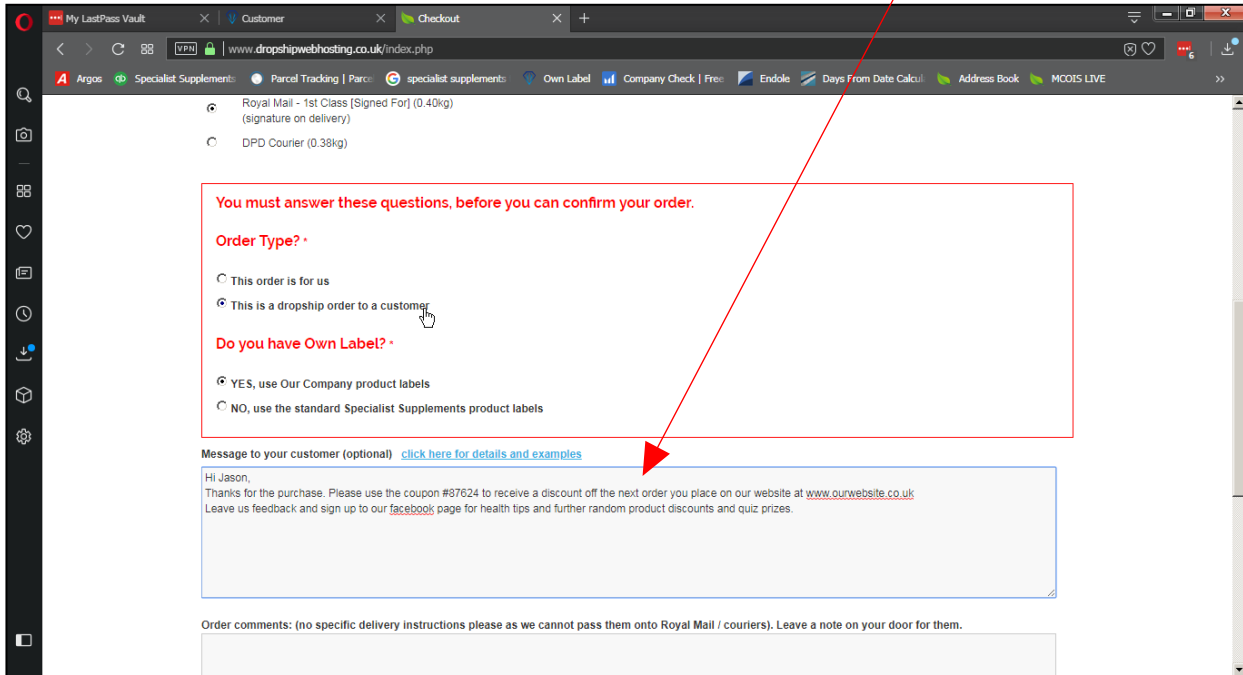 My LastPass Vault
Customer
Checkout
VPN
www.dropshipwebhosting.co.uk/index.php
6
Argos
Specialist Supplements
Parcel Tracking | Parce
specialist supplements
Own Label
Company Check | Free
Endole
Days From Date Calcul
Address Book
MCOIS LIVE
Royal Mail - 1st Class [Signed For] (0.40kg)
(signature on delivery)
DPD Courier (0.38kg)
You must answer these questions, before you can confirm your order.
Order Type? *
This order is for us
This is a dropship order to a customer
Do you have Own Label? *
YES, use Our Company product labels
NO, use the standard Specialist Supplements product labels
Message to your customer (optional) click here for details and examples
Hi Jason,
Thanks for the purchase. Please use the coupon #87624 to receive a discount off the next order you place on our website at www.ourwebsite.co.uk
Leave us feedback and sign up to our facebook page for health tips and further random product discounts and quiz prizes.
Order comments: (no specific delivery instructions please as we cannot pass them onto Royal Mail / couriers). Leave a note on your door for them.